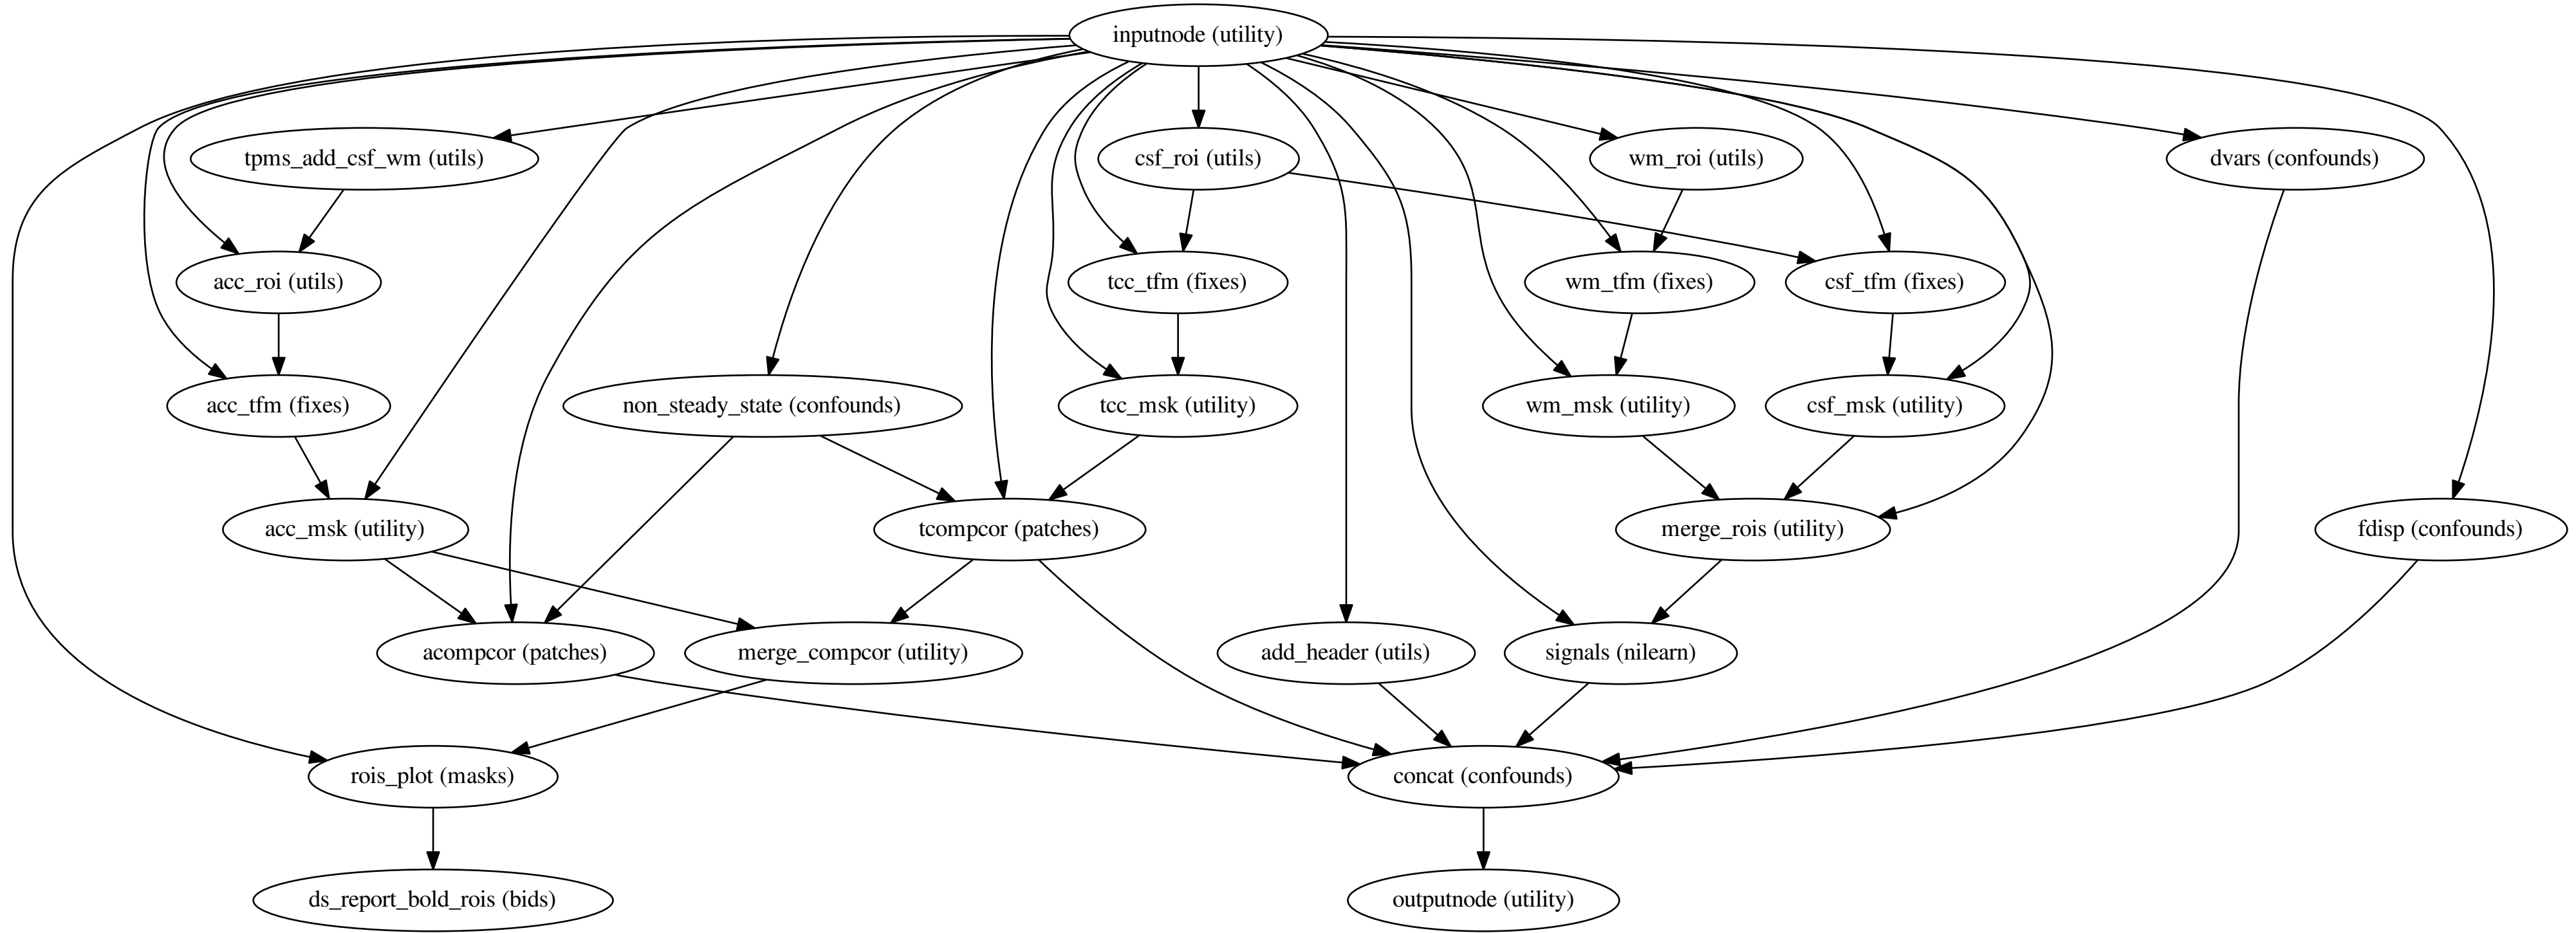 inputnode (utility)
tpms_add_csf_wm (utils)
csf_roi (utils)
wm_roi (utils)
dvars (confounds)
acc_roi (utils)
tcc_tfm (fixes)
wm_tfm (fixes)
csf_tfm (fixes)
acc_tfm (fixes)
non_steady_state (confounds)
tcc_msk (utility)
wm_msk (utility)
csf_msk (utility)
acc_msk (utility)
tcompcor (patches)
merge_rois (utility)
fdisp (confounds)
acompcor (patches)
merge_compcor (utility)
add_header (utils)
signals (nilearn)
rois_plot (masks)
concat (confounds)
ds_report_bold_rois (bids)
outputnode (utility)